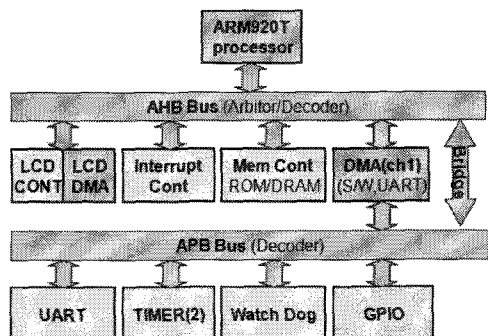 ARM920T
processor
AHB Bus (Arbitor/Decoder)
LCD
CONT
LCD
DMA
Interrupt
Cont
Mem Cont
ROM/DRAM
DMA(ch1)
(S/W,UART)
Bridge
APB Bus (Decoder)
UART
TIMER(2)
Watch Dog
GPIO